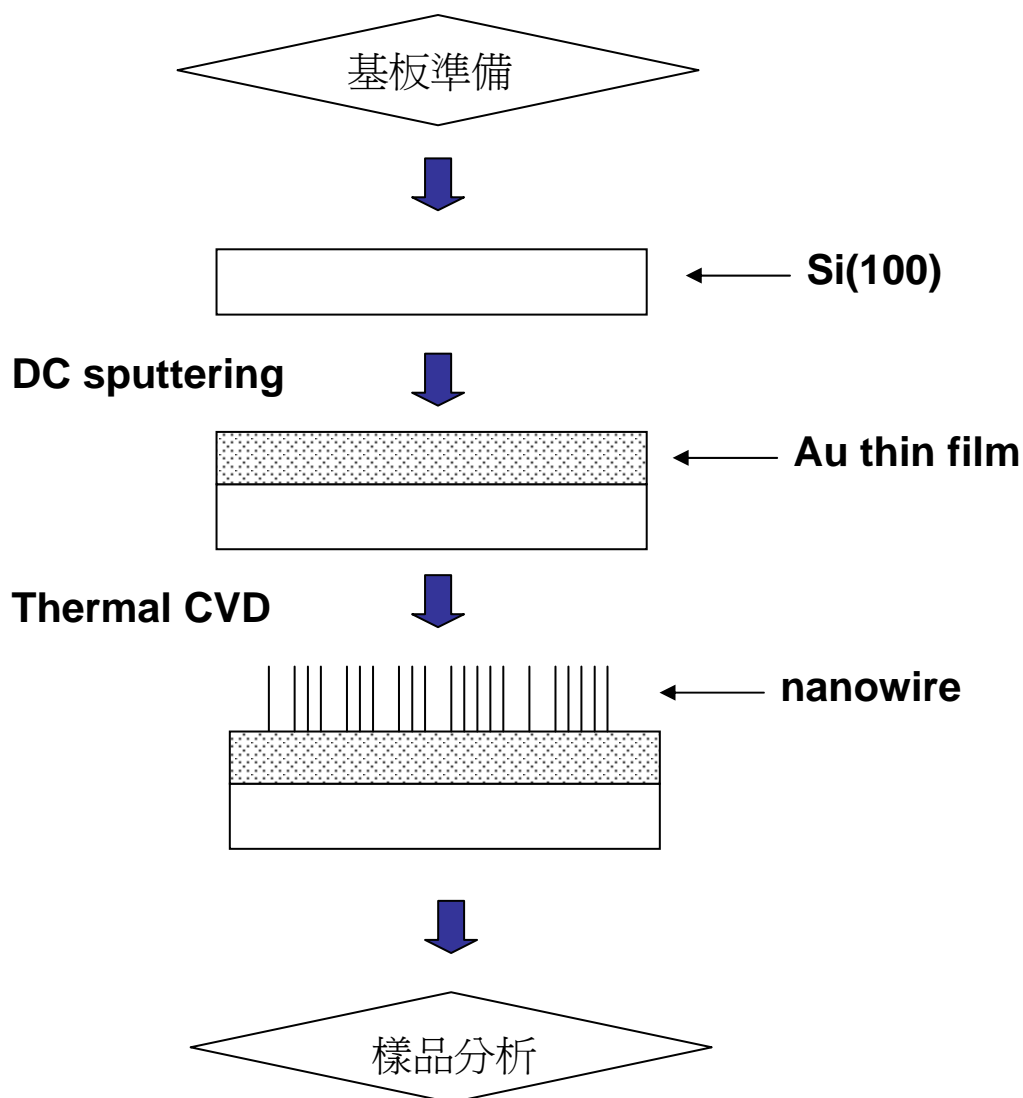 基板準備
Si(100)
DC sputtering
Au thin film
Thermal CVD
nanowire
樣品分析